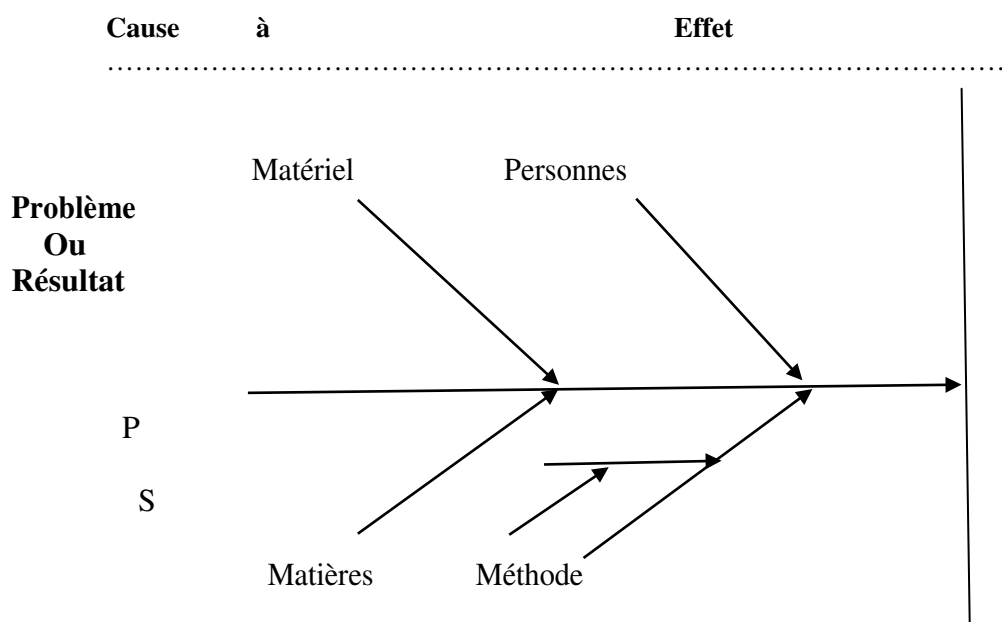 Cause à Effet
……………………………………………………………………………………
Matériel Personnes
Problème
Ou
Résultat
P
S
Matières Méthode